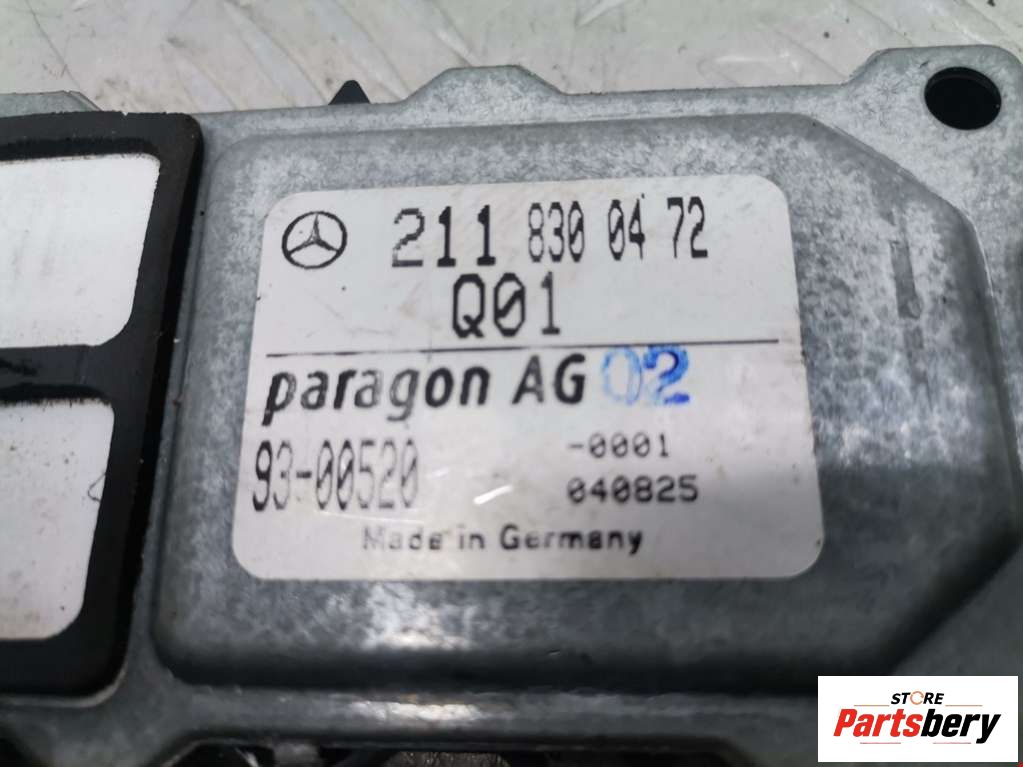 211 830 04 72
Q01
paragon AG 02
93-00520 -0001
040825
Made in Germany
STORE
Partsbery